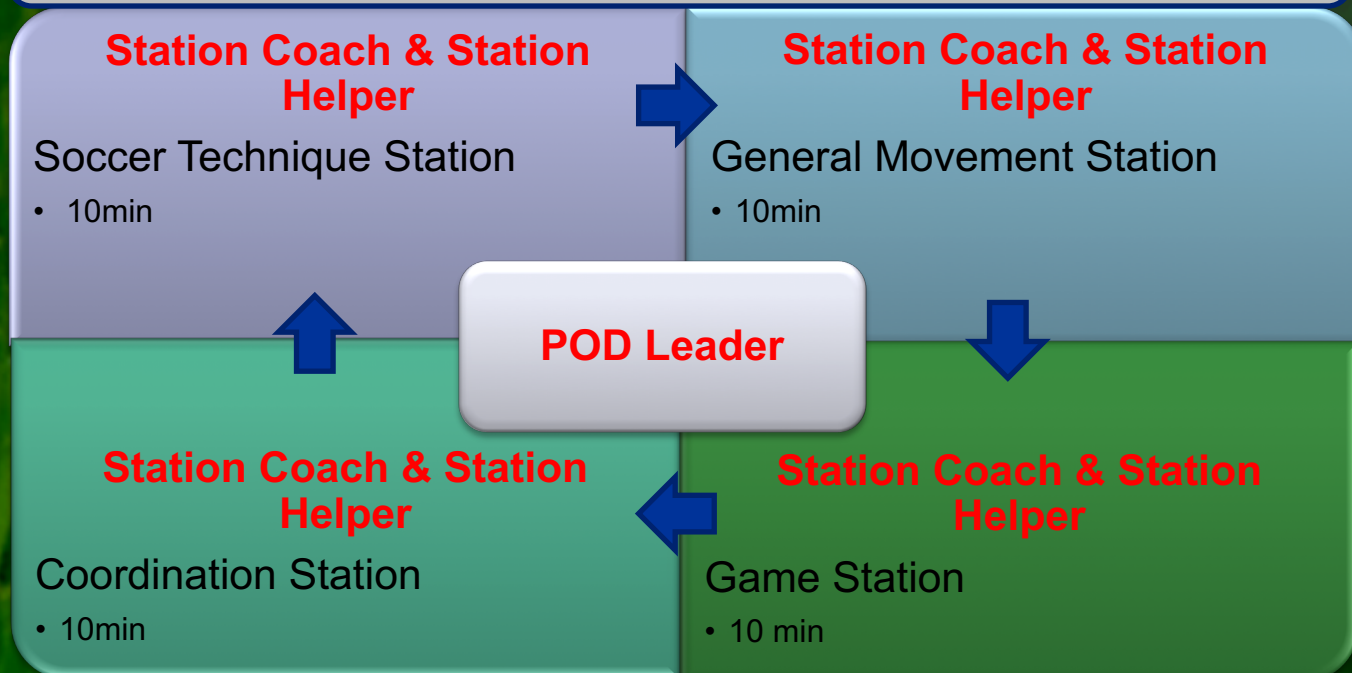 Station Coach & Station
Helper
Soccer Technique Station
• 10min
Station Coach & Station
Helper
General Movement Station
• 10min
POD Leader
Station Coach & Station
Helper
Coordination Station
• 10min
Station Coach & Station
Helper
Game Station
• 10 min